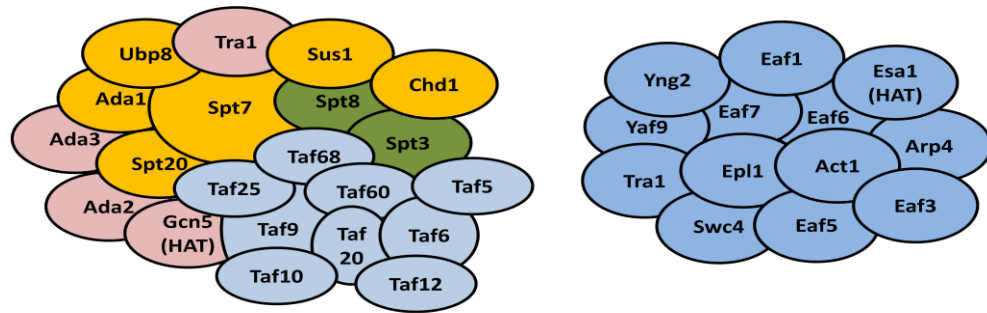 Ubp8
Tra1
Sus1
Chd1
Ada1
Spt7
Spt8
Ada3
Spt20
Spt3
Taf68
Taf25
Taf60
Taf5
Ada2
Gcn5
(HAT)
Taf9
Taf
20
Taf6
Taf10
Taf12
Yng2
Eaf1
Esa1
(HAT)
Yaf9
Eaf7
Eaf6
Arp4
Tra1
Epl1
Act1
Eaf3
Swc4
Eaf5